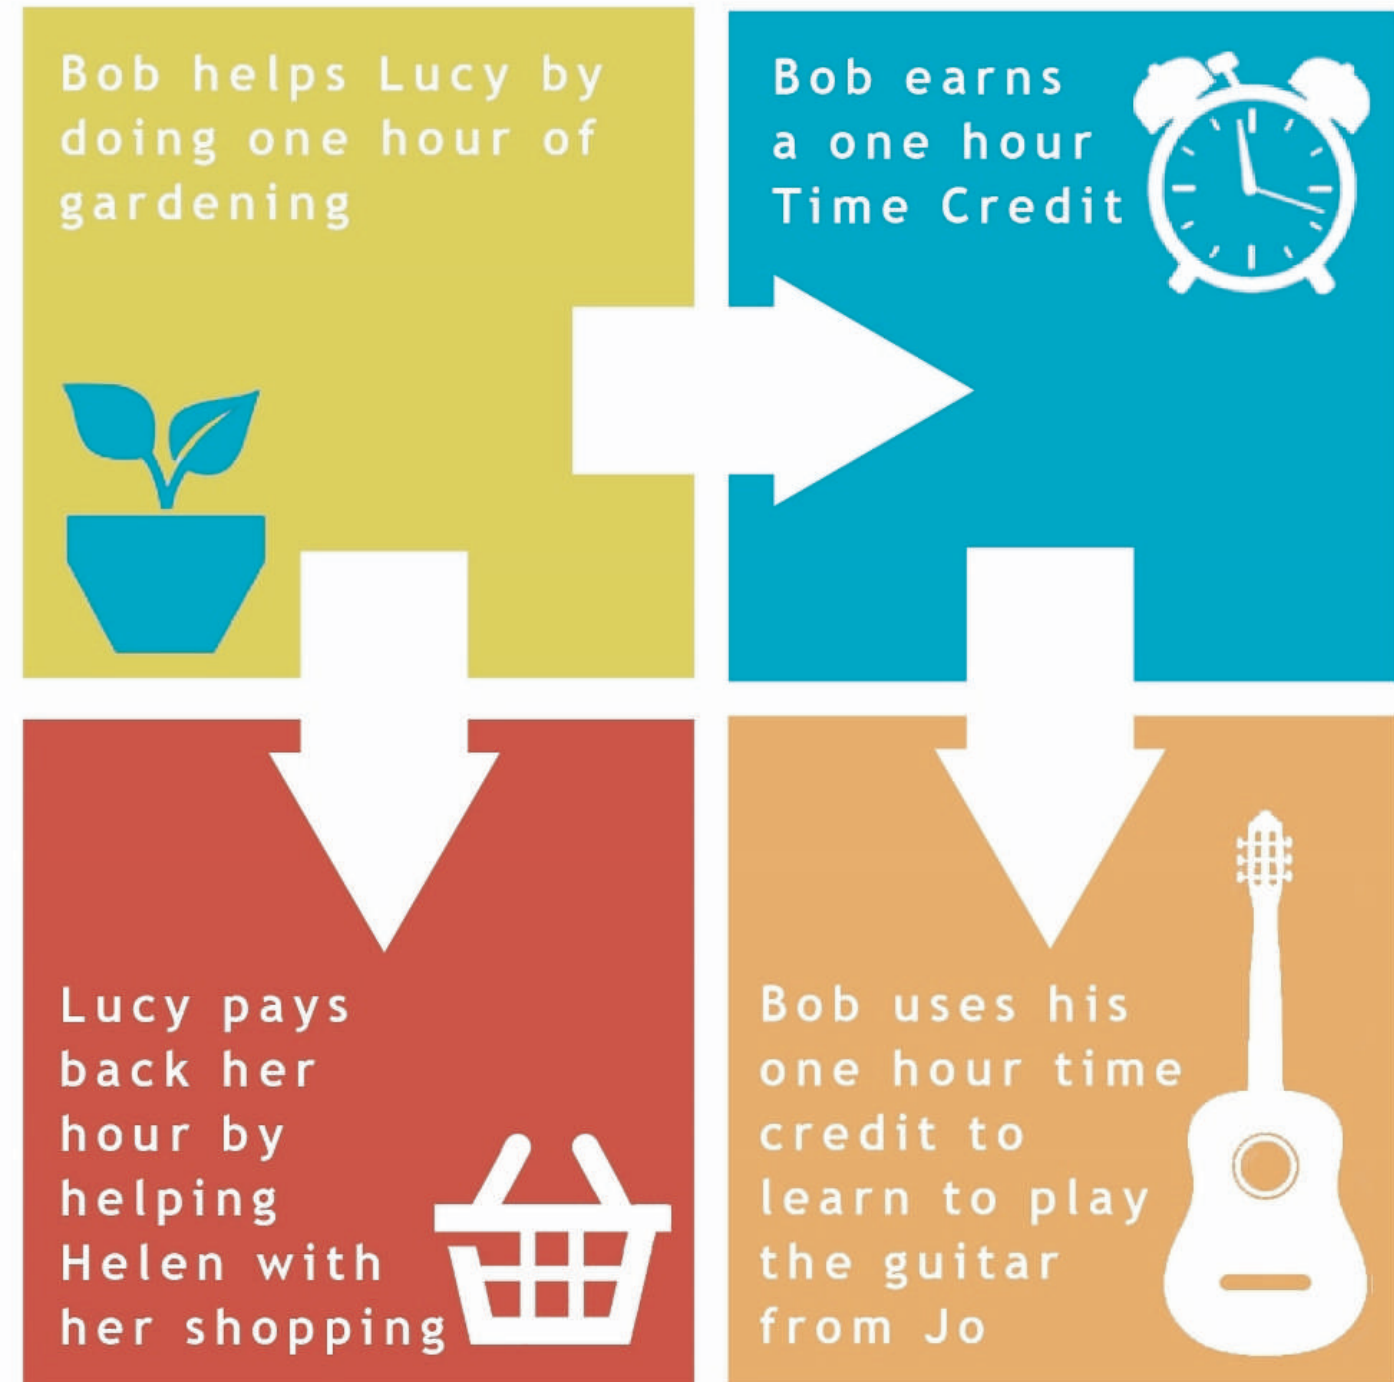 Bob helps Lucy by
doing one hour of
gardening
Bob earns
a one hour
Time Credit
Lucy pays
back her
hour by
helping
Helen with
her shopping
Bob uses his
one hour time
credit to
learn to play
the guitar
from Jo